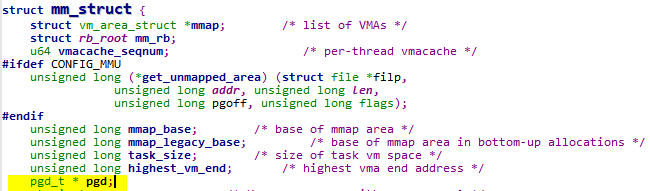 struct mm_struct {
struct vm_area_struct *mmap; /* list of VMAs */
struct rb_root mm_rb;
u64 vmacache_seqnum; /* per-thread vmacache */
#ifdef CONFIG_MMU
unsigned long (*get_unmapped_area) (struct file *filp,
unsigned long addr, unsigned long len,
unsigned long pgoff, unsigned long flags);
#endif
unsigned long mmap_base; /* base of mmap area */
unsigned long mmap_legacy_base; /* base of mmap area in bottom-up allocations */
unsigned long task_size; /* size of task vm space */
unsigned long highest_vm_end; /* highest vma end address */
pgd_t * pgd;